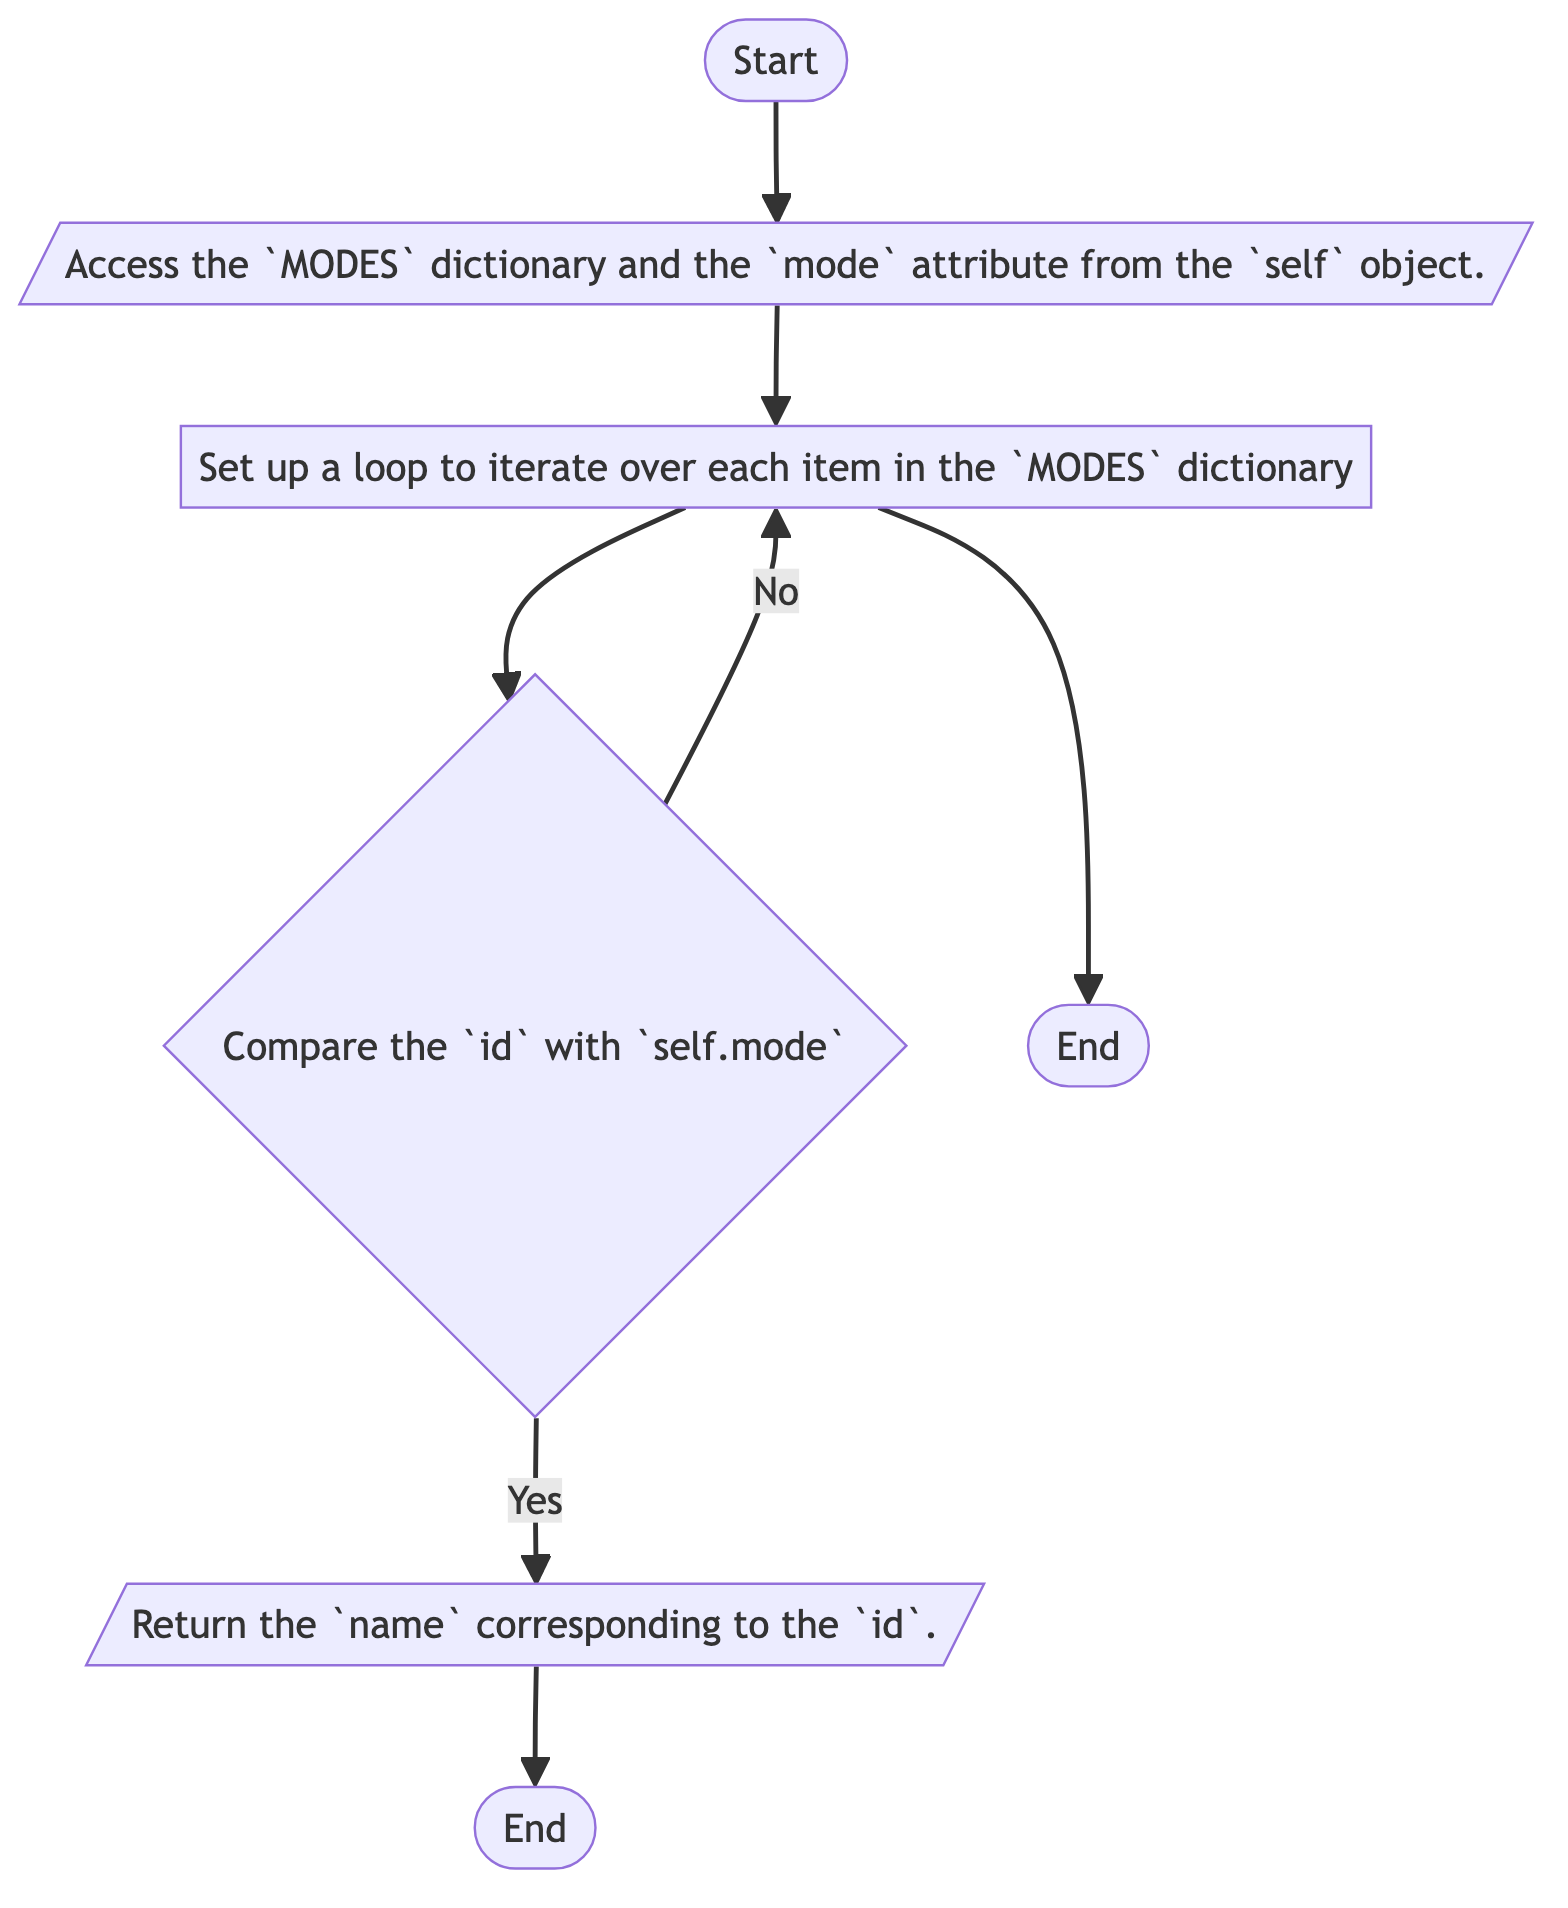 Start
Access the `MODES` dictionary and the `mode` attribute from the `self` object.
Set up a loop to iterate over each item in the `MODES` dictionary
No
Compare the `id` with `self.mode`
End
Yes
Return the `name` corresponding to the `id`.
End